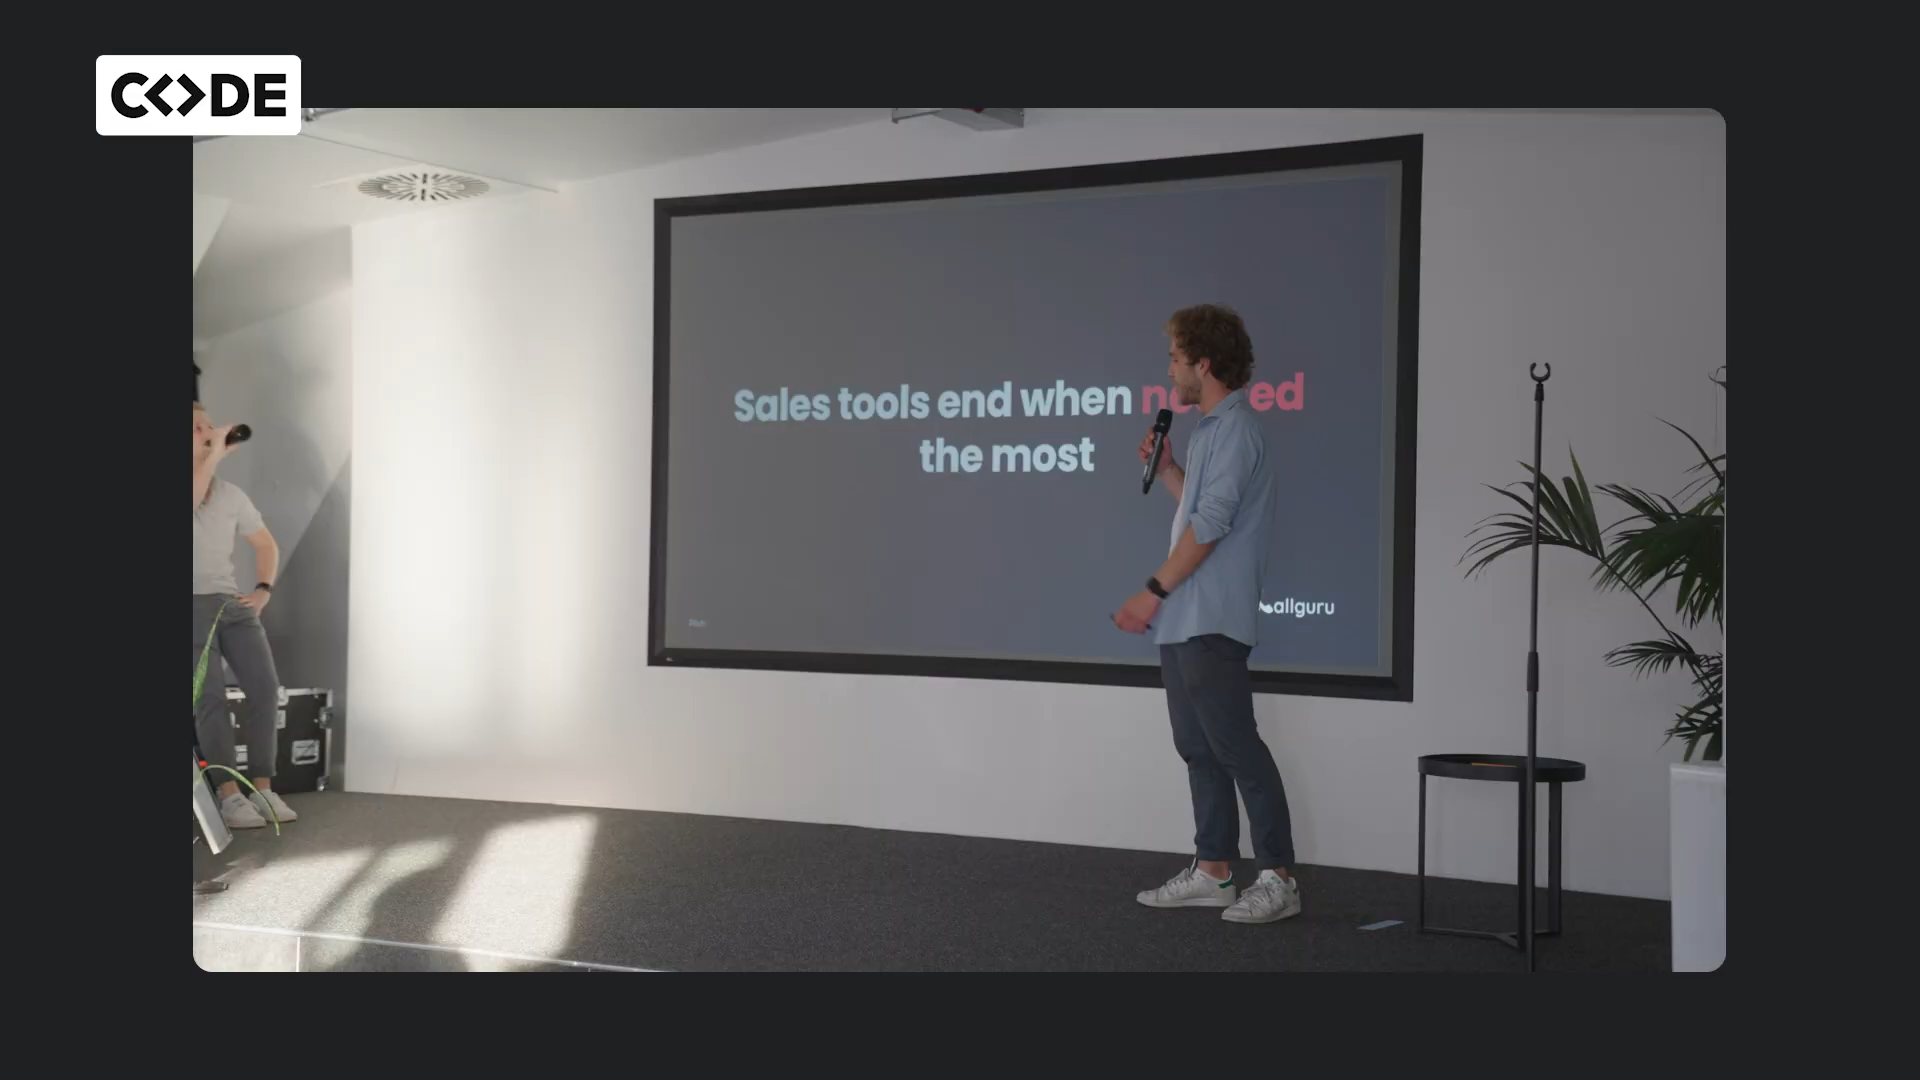 CODE
Sales tools end when
the most
allguru